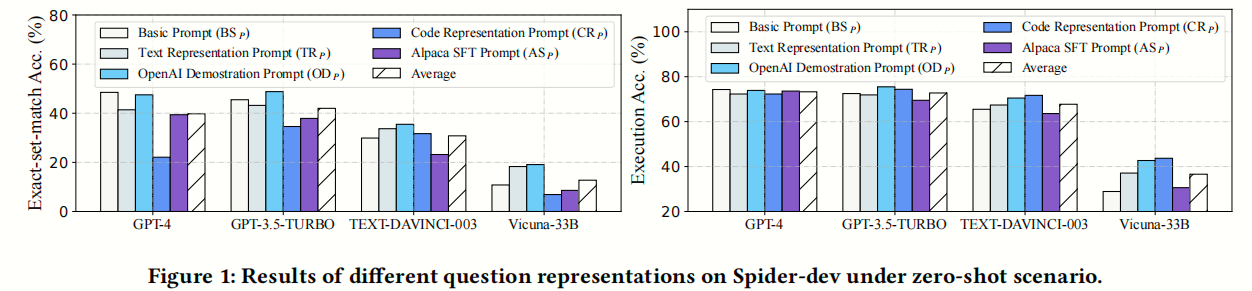 Exact-set-match Acc. (%)
80
60
40
20
0
Basic Prompt (BS P)
Text Representation Prompt (TR P)
OpenAI Demostration Prompt (OD P)
Code Representation Prompt (CR P)
Alpaca SFT Prompt (AS P)
Average
GPT-4
GPT-3.5-TURBO
TEXT-DAVINCI-003
Vicuna-33B
Execution Acc. (%)
100
80
60
40
20
Basic Prompt (BS P)
Text Representation Prompt (TR P)
OpenAI Demostration Prompt (OD P)
Code Representation Prompt (CR P)
Alpaca SFT Prompt (AS P)
Average
GPT-4
GPT-3.5-TURBO
TEXT-DAVINCI-003
Vicuna-33B
Figure 1: Results of different question representations on Spider-dev under zero-shot scenario.